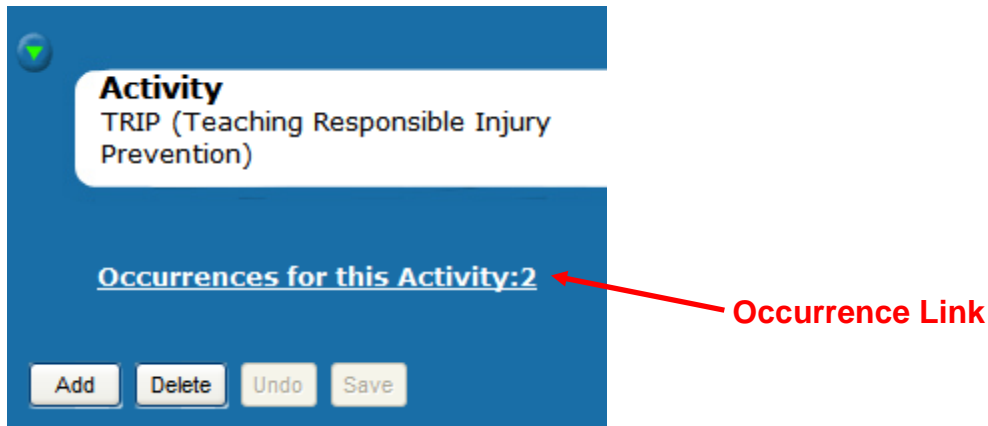 Activity
TRIP (Teaching Responsible Injury
Prevention)
Occurrences for this Activity:2
Occurrence Link
Add Delete Undo Save